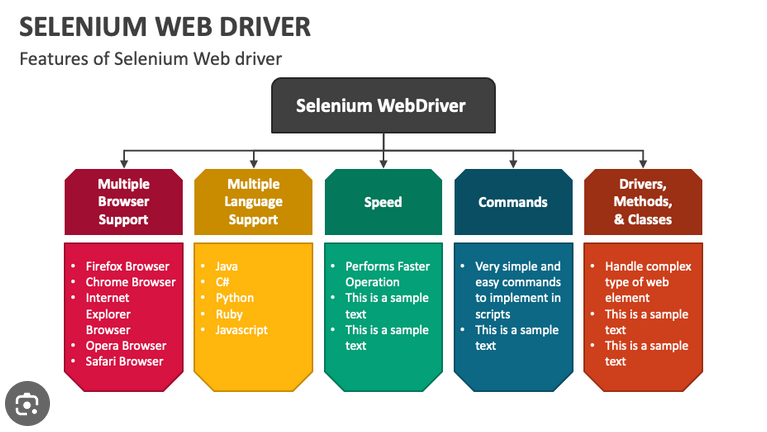 SELENIUM WEB DRIVER
Features of Selenium Web driver
Selenium WebDriver
Multiple
Browser
Support
• Firefox Browser
• Chrome Browser
• Internet
Explorer
Browser
• Opera Browser
• Safari Browser
Multiple
Language
Support
• Java
• C#
• Python
• Ruby
• Javascript
Speed
• Performs Faster
Operation
• This is a sample
text
• This is a sample
text
Commands
• Very simple and
easy commands
to implement in
scripts
• This is a sample
text
Drivers,
Methods,
& Classes
• Handle complex
type of web
element
• This is a sample
text
• This is a sample
text